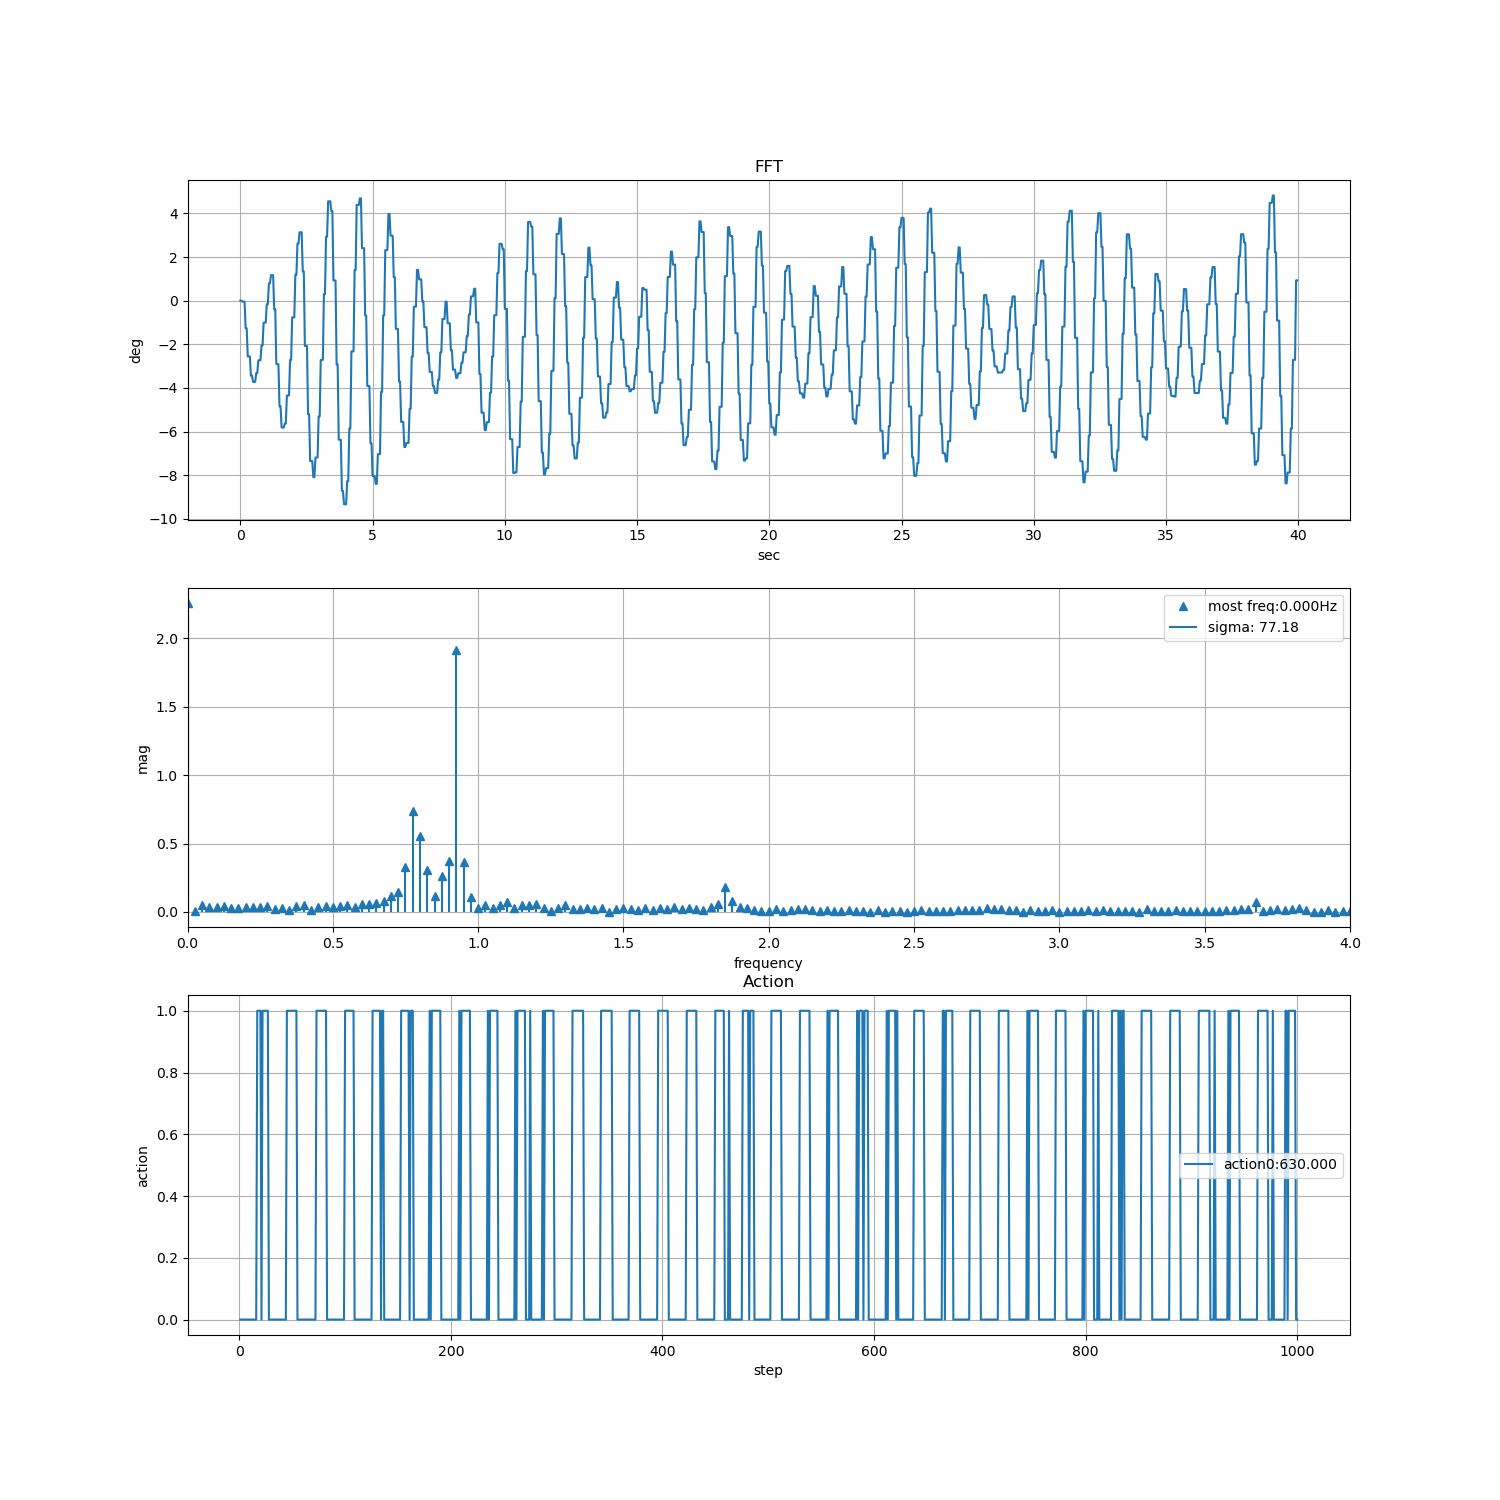 FFT
4
2
0
−2
−4
−6
−8
−10
deg
0 5 10 15 20 25 30 35 40
sec
most freq:0.000Hz
sigma: 77.18
2.0
1.5
1.0
0.5
0.0
mag
0.0 0.5 1.0 1.5 2.0 2.5 3.0 3.5 4.0
frequency
Action
1.0
0.8
0.6
0.4
0.2
0.0
action
action0:630.000
0 200 400 600 800 1000
step